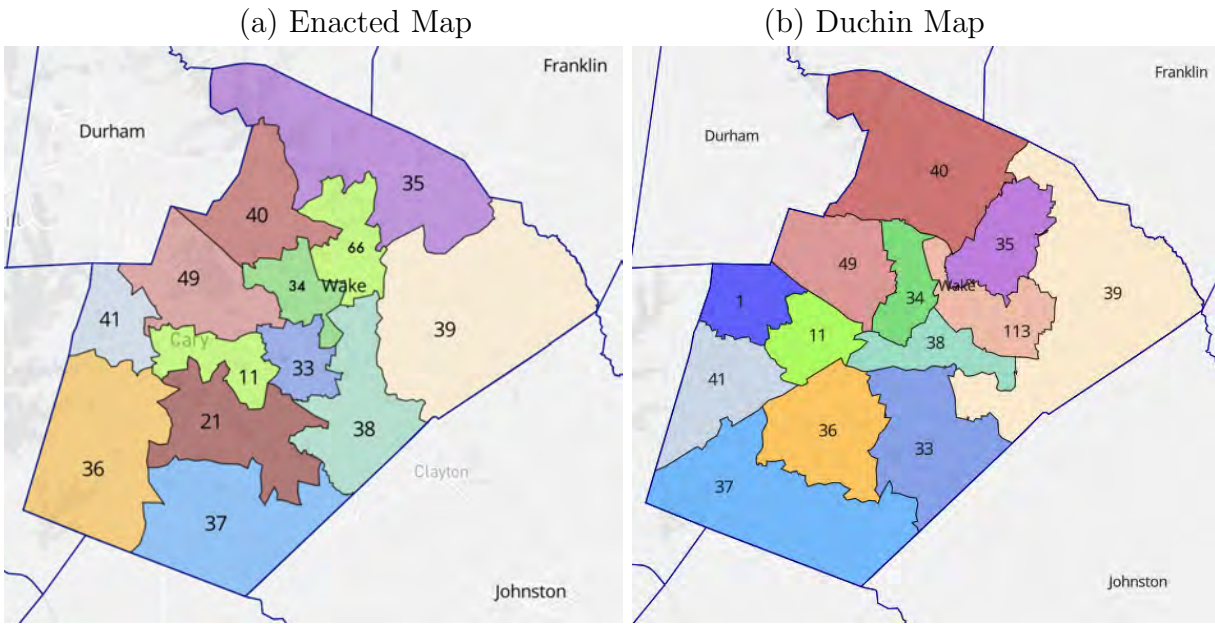 (a) Enacted Map
(b) Duchin Map
Franklin
Durham
35
40
66
49
34
Wake
41
39
Cary
33
11
21
38
36
Clayton
37
Johnston
Franklin
Durham
40
35
49
39
1
34
Wake
113
11
38
41
36
33
37
Johnston